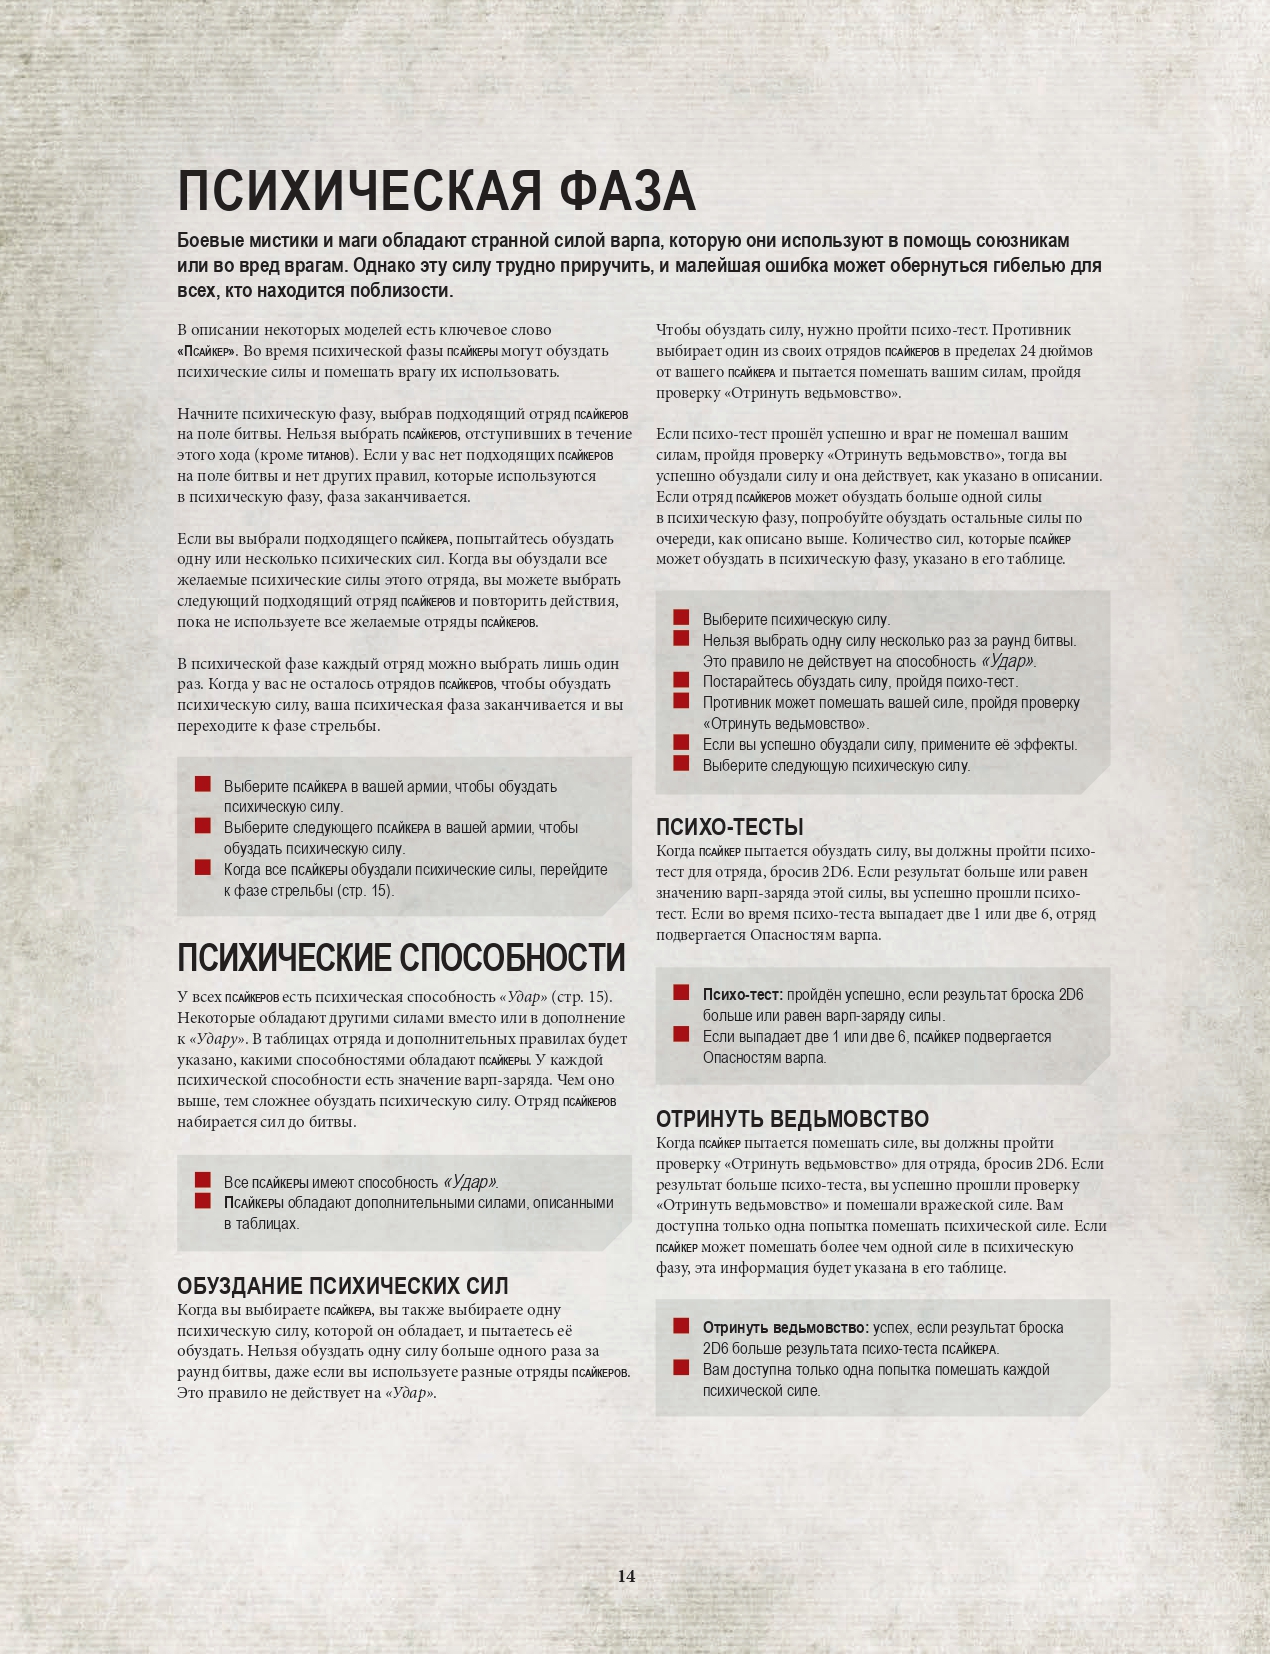 ПСИХИЧЕСКАЯ ФАЗА
Боевые мистики и маги обладают странной силой варпа, которую они используют в помощь союзникам
или во вред врагам. Однако эту силу трудно приручить, и малейшая ошибка может обернуться гибелью для
всех, кто находится поблизости.
В описании некоторых моделей есть ключевое слово
«Псайкер». Во время психической фазы псайкеры могут обуздать
психические силы и помешать врагу их использовать.
Начните психическую фазу, выбрав подходящий отряд псайкеров
на поле битвы. Нельзя выбрать псайкеров, отступивших в течение
этого хода (кроме титанов). Если у вас нет подходящих псайкеров
на поле битвы и нет других правил, которые используются
в психическую фазу, фаза заканчивается.
Если вы выбрали подходящего псайкера, попытайтесь обуздать
одну или несколько психических сил. Когда вы обуздали все
желаемые психические силы этого отряда, вы можете выбрать
следующий подходящий отряд псайкеров и повторить действия,
пока не используете все желаемые отряды псайкеров.
В психической фазе каждый отряд можно выбрать лишь один
раз. Когда у вас не осталось отрядов псайкеров, чтобы обуздать
психическую силу, ваша психическая фаза заканчивается и вы
переходите к фазе стрельбы.
Выберите псайкера в вашей армии, чтобы обуздать
психическую силу.
Выберите следующего псайкера в вашей армии, чтобы
обуздать психическую силу.
Когда все псайкеры обуздали психические силы, перейдите
к фазе стрельбы (стр. 15).
ПСИХИЧЕСКИЕ СПОСОБНОСТИ
У всех псайкеров есть психическая способность «Удар» (стр. 15).
Некоторые обладают другими силами вместо или в дополнение
к «Удару». В таблицах отряда и дополнительных правилах будет
указано, какими способностями обладают псайкеры. У каждой
психической способности есть значение варп-заряда. Чем оно
выше, тем сложнее обуздать психическую силу. Отряд псайкеров
набирается сил до битвы.
Все псайкеры имеют способность «Удар».
Псайкеры обладают дополнительными силами, описанными
в таблицах.
ОБУЗДАНИЕ ПСИХИЧЕСКИХ СИЛ
Когда вы выбираете псайкера, вы также выбираете одну
психическую силу, которой он обладает, и пытаетесь её
обуздать. Нельзя обуздать одну силу больше одного раза за
раунд битвы, даже если вы используете разные отряды псайкеров.
Это правило не действует на «Удар».
Чтобы обуздать силу, нужно пройти психо-тест. Противник
выбирает один из своих отрядов псайкеров в пределах 24 дюймов
от вашего псайкера и пытается помешать вашим силам, пройдя
проверку «Отринуть ведьмовство».
Если психо-тест прошёл успешно и враг не помешал вашим
силам, пройдя проверку «Отринуть ведьмовство», тогда вы
успешно обуздали силу и она действует, как указано в описании.
Если отряд псайкеров может обуздать больше одной силы
в психическую фазу, попробуйте обуздать остальные силы по
очереди, как описано выше. Количество сил, которые псайкер
может обуздать в психическую фазу, указано в его таблице.
Выберите психическую силу.
Нельзя выбрать одну силу несколько раз за раунд битвы.
Это правило не действует на способность «Удар».
Постарайтесь обуздать силу, пройдя психо-тест.
Противник может помешать вашей силе, пройдя проверку
«Отринуть ведьмовство».
Если вы успешно обуздали силу, примените её эффекты.
Выберите следующую психическую силу.
ПСИХО-ТЕСТЫ
Когда псайкер пытается обуздать силу, вы должны пройти психо-
тест для отряда, бросив 2D6. Если результат больше или равен
значению варп-заряда этой силы, вы успешно прошли психо-
тест. Если во время психо-теста выпадает две 1 или две 6, отряд
подвергается Опасностям варпа.
Психо-тест: пройдён успешно, если результат броска 2D6
больше или равен варп-заряду силы.
Если выпадает две 1 или две 6, псайкер подвергается
Опасностям варпа.
ОТРИНУТЬ ВЕДЬМОВСТВО
Когда псайкер пытается помешать силе, вы должны пройти
проверку «Отринуть ведьмовство» для отряда, бросив 2D6. Если
результат больше психо-теста, вы успешно прошли проверку
«Отринуть ведьмовство» и помешали вражеской силе. Вам
доступна только одна попытка помешать психической силе. Если
псайкер может помешать более чем одной силе в психическую
фазу, эта информация будет указана в его таблице.
Отринуть ведьмовство: успех, если результат броска
2D6 больше результата психо-теста псайкера.
Вам доступна только одна попытка помешать каждой
психической силе.
14